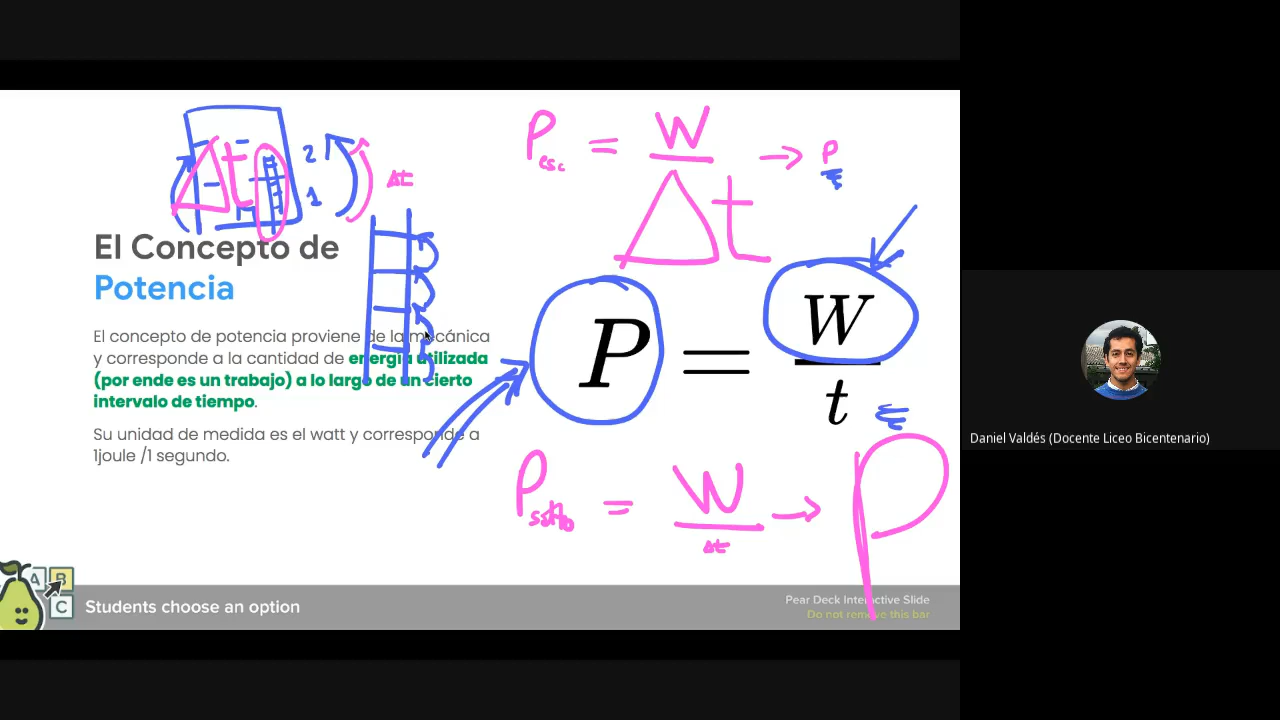 P esc = W / Δt → P
2
1
Δt
Δt
El Concepto de
Potencia
El concepto de potencia proviene de la mecánica
y corresponde a la cantidad de energía utilizada
(por ende es un trabajo) a lo largo de un cierto
intervalo de tiempo.
Su unidad de medida es el watt y corresponde a
1joule /1 segundo.
P = W / t
P = W / Δt → P
A B
C
Students choose an option
Pear Deck Interactive Slide
Do not remove this bar
Daniel Valdés (Docente Liceo Bicentenario)